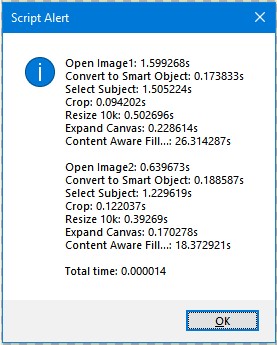 Script Alert
Open Image1: 1.599268s
Convert to Smart Object: 0.173833s
Select Subject: 1.505224s
Crop: 0.094202s
Resize 10k: 0.502696s
Expand Canvas: 0.228614s
Content Aware Fill...: 26.314287s
Open Image2: 0.639673s
Convert to Smart Object: 0.188587s
Select Subject: 1.229619s
Crop: 0.122037s
Resize 10k: 0.39269s
Expand Canvas: 0.170278s
Content Aware Fill...: 18.372921s
Total time: 0.000014
OK